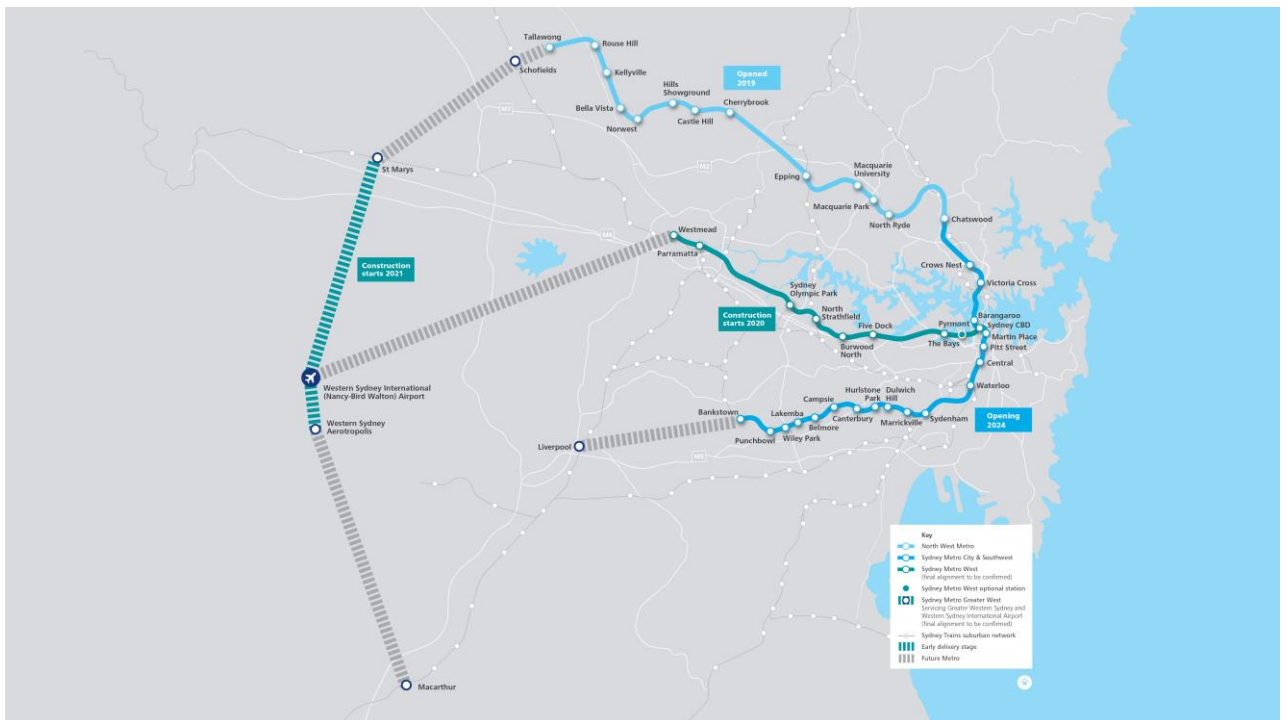 Tallawong
Rouse Hill
Schofields
Kellyville
Opened
2019
Hills
Showground
Bella Vista
Cherrybrook
Castle Hill
Norwest
M7
M2
St Marys
Macquarie
University
Epping
Macquarie Park
North Ryde
Chatswood
Westmead
M4
Parramatta
Construction
starts 2021
Crows Nest
Victoria Cross
Sydney
Olympic Park
North
Strathfield
Construction
starts 2020
Five Dock
Pyrmont
Barangaroo
Sydney CBD
Martin Place
The Bays
Burwood
North
Pitt Street
Central
Western Sydney International
(Nancy-Bird Walton) Airport
Waterloo
Hurlstone
Park
Dulwich
Hill
Campsie
Lakemba
Bankstown
Canterbury
Sydenham
Marrickville
Belmore
Wiley Park
Punchbowl
Opening
2024
Western Sydney
Aerotropolis
Liverpool
M5
Macarthur
Key
North West Metro
Sydney Metro City & Southwest
Sydney Metro West
(final alignment to be confirmed)
Sydney Metro West optional station
Sydney Metro Greater West
Servicing Greater Western Sydney and
Western Sydney International Airport
(final alignment to be confirmed)
Sydney Trains suburban network
Early delivery stage
Future Metro